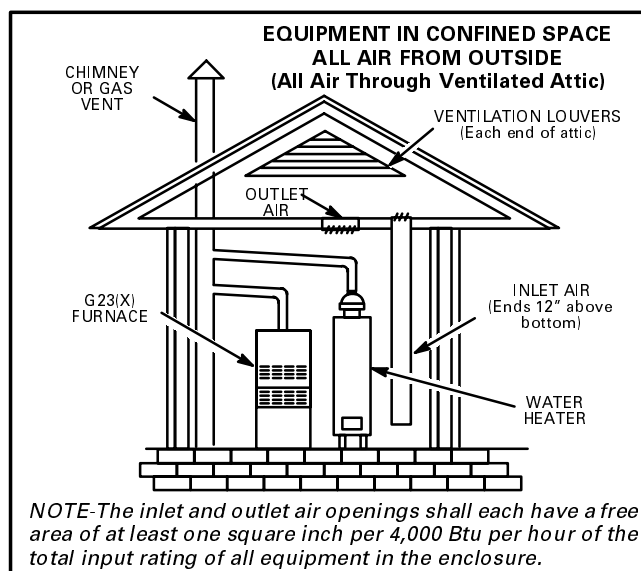 EQUIPMENT IN CONFINED SPACE
ALL AIR FROM OUTSIDE
(All Air Through Ventilated Attic)
CHIMNEY
OR GAS
VENT
VENTILATION LOUVERS
(Each end of attic)
OUTLET
AIR
G23(X)
FURNACE
INLET AIR
(Ends 12" above
bottom)
WATER
HEATER
NOTE-The inlet and outlet air openings shall each have a free
area of at least one square inch per 4,000 Btu per hour of the
total input rating of all equipment in the enclosure.